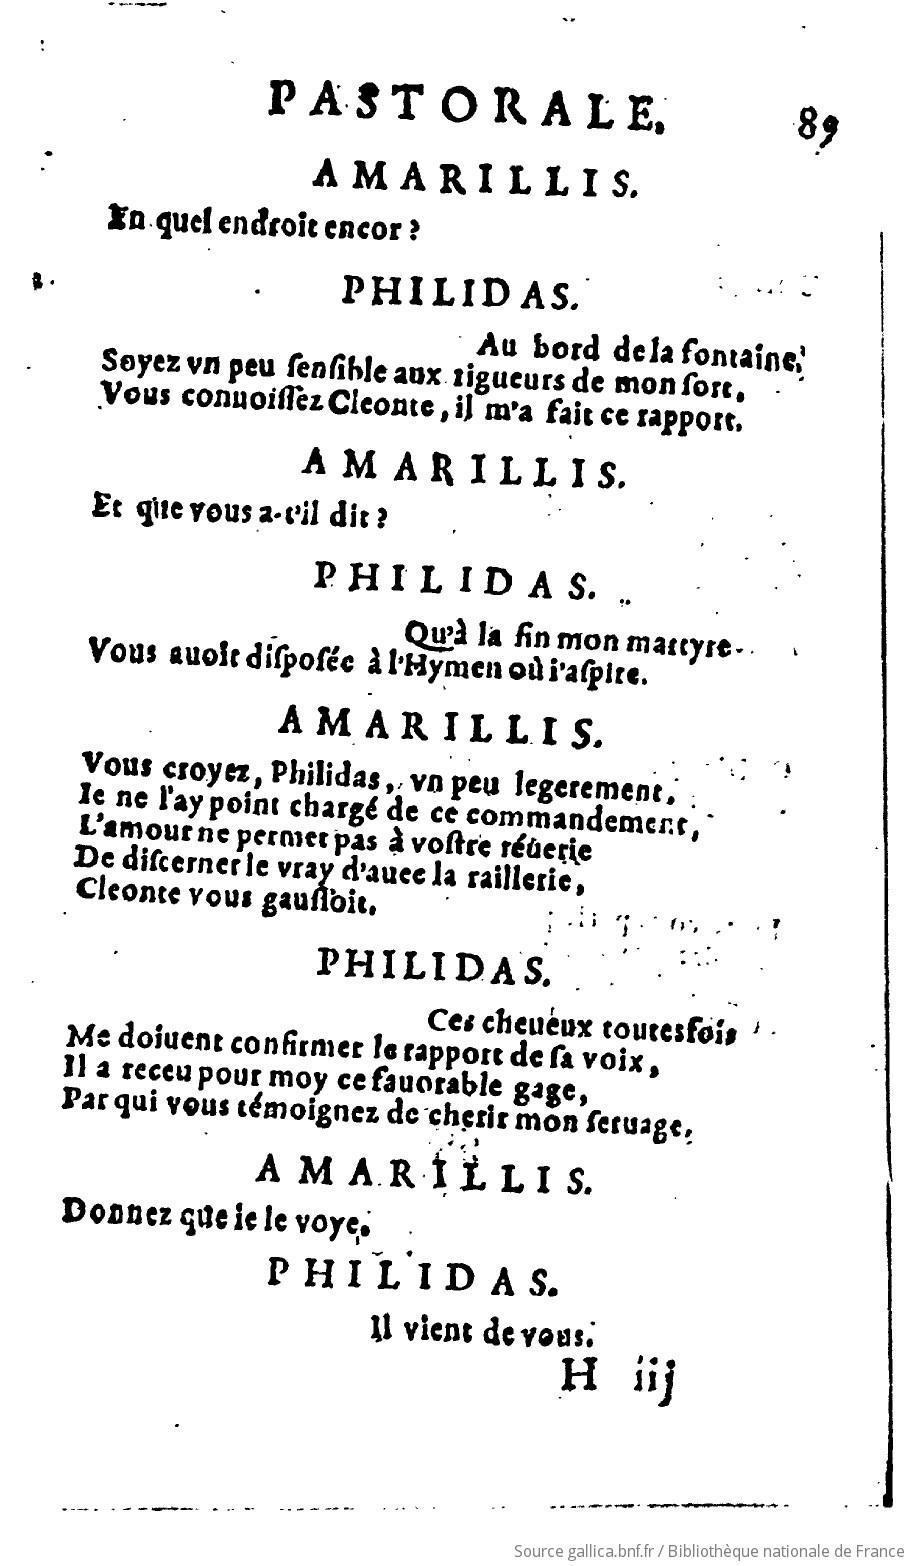 PASTORALE. 89
AMARILLIS.
En quel endroit encor ?
PHILIDAS.
Au bord de la fontaine,
Soyez vn peu ſenſible aux rigueurs de mon ſort,
Vous connoiſſez Cleonte, il m'a fait ce rapport.
AMARILLIS.
Et que vous a-t'il dit ?
PHILIDAS.
Qu'à la fin mon martyre
Vous auoit diſpoſée à l'Hymen où i'aſpire.
AMARILLIS.
Vous croyez, Philidas, vn peu legerement,
Ie ne l'ay point chargé de ce commandement,
L'amour ne permet pas à voſtre réuerie
De diſcerner le vray d'auec la raillerie,
Cleonte vous gauſſoit.
PHILIDAS.
Ces cheueux toutesfois
Me doiuent confirmer le rapport de ſa voix,
Il a receu pour moy ce fauorable gage,
Par qui vous témoignez de cherir mon ſeruage.
AMARILLIS.
Donnez que ie le voye.
PHILIDAS.
Il vient de vous.
H iij
Source gallica.bnf.fr / Bibliothèque nationale de France